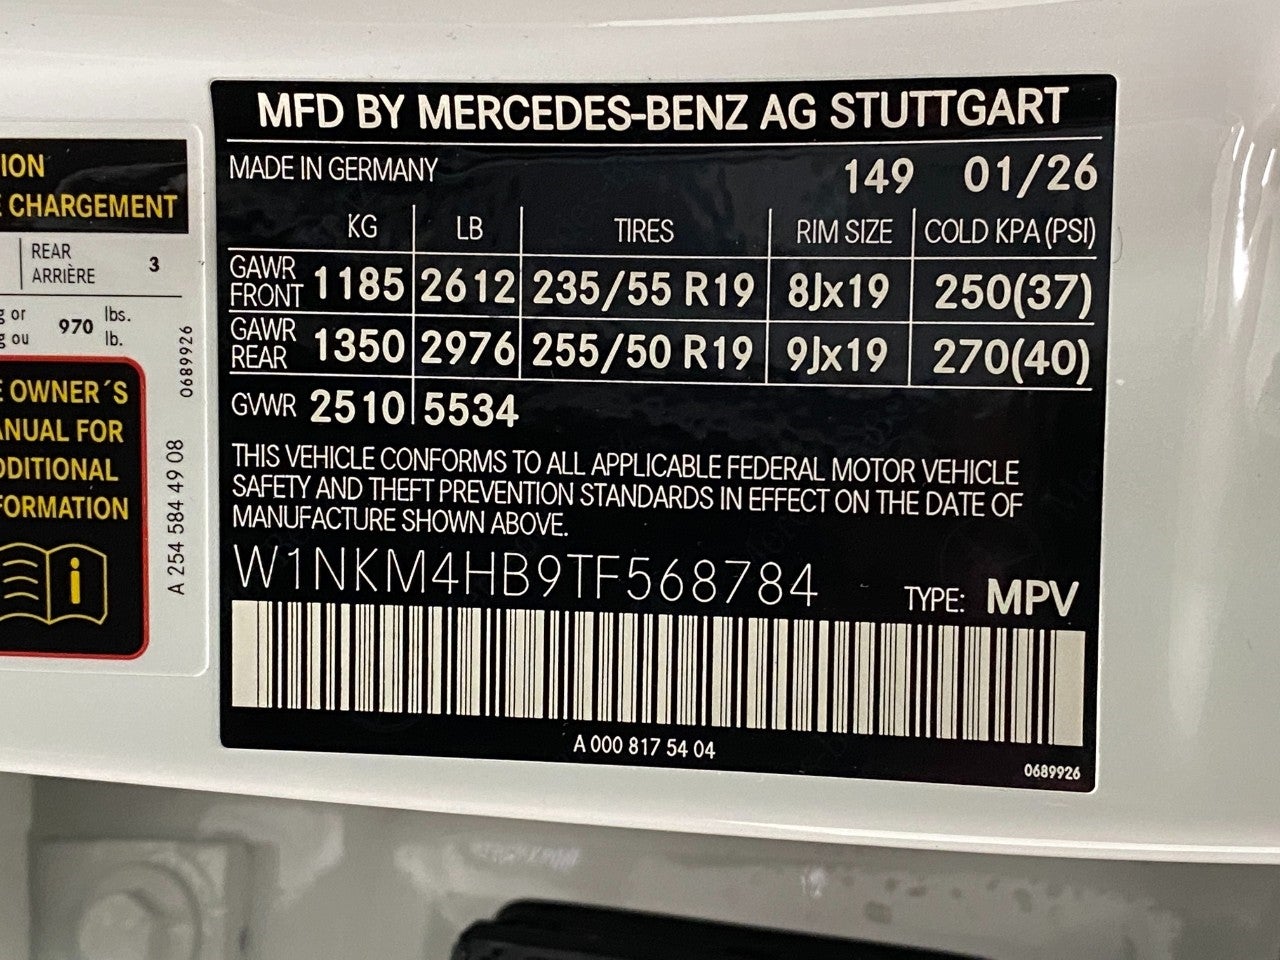 ION
E CHARGEMENT
REAR
ARRIÈRE 3
g or
g ou 970 lbs.
lb.
E OWNER´S
ANUAL FOR
DDITIONAL
FORMATION
i
0689926
A 254 584 49 08
MFD BY MERCEDES-BENZ AG STUTTGART
MADE IN GERMANY 149 01/26
KG LB TIRES RIM SIZE COLD KPA (PSI)
GAWR
FRONT 1185 2612 235/55 R19 8Jx19 250(37)
GAWR
REAR 1350 2976 255/50 R19 9Jx19 270(40)
GVWR 2510 5534
THIS VEHICLE CONFORMS TO ALL APPLICABLE FEDERAL MOTOR VEHICLE
SAFETY AND THEFT PREVENTION STANDARDS IN EFFECT ON THE DATE OF
MANUFACTURE SHOWN ABOVE.
W1NKM4HB9TF568784 TYPE: MPV
A 000 817 54 04
0689926